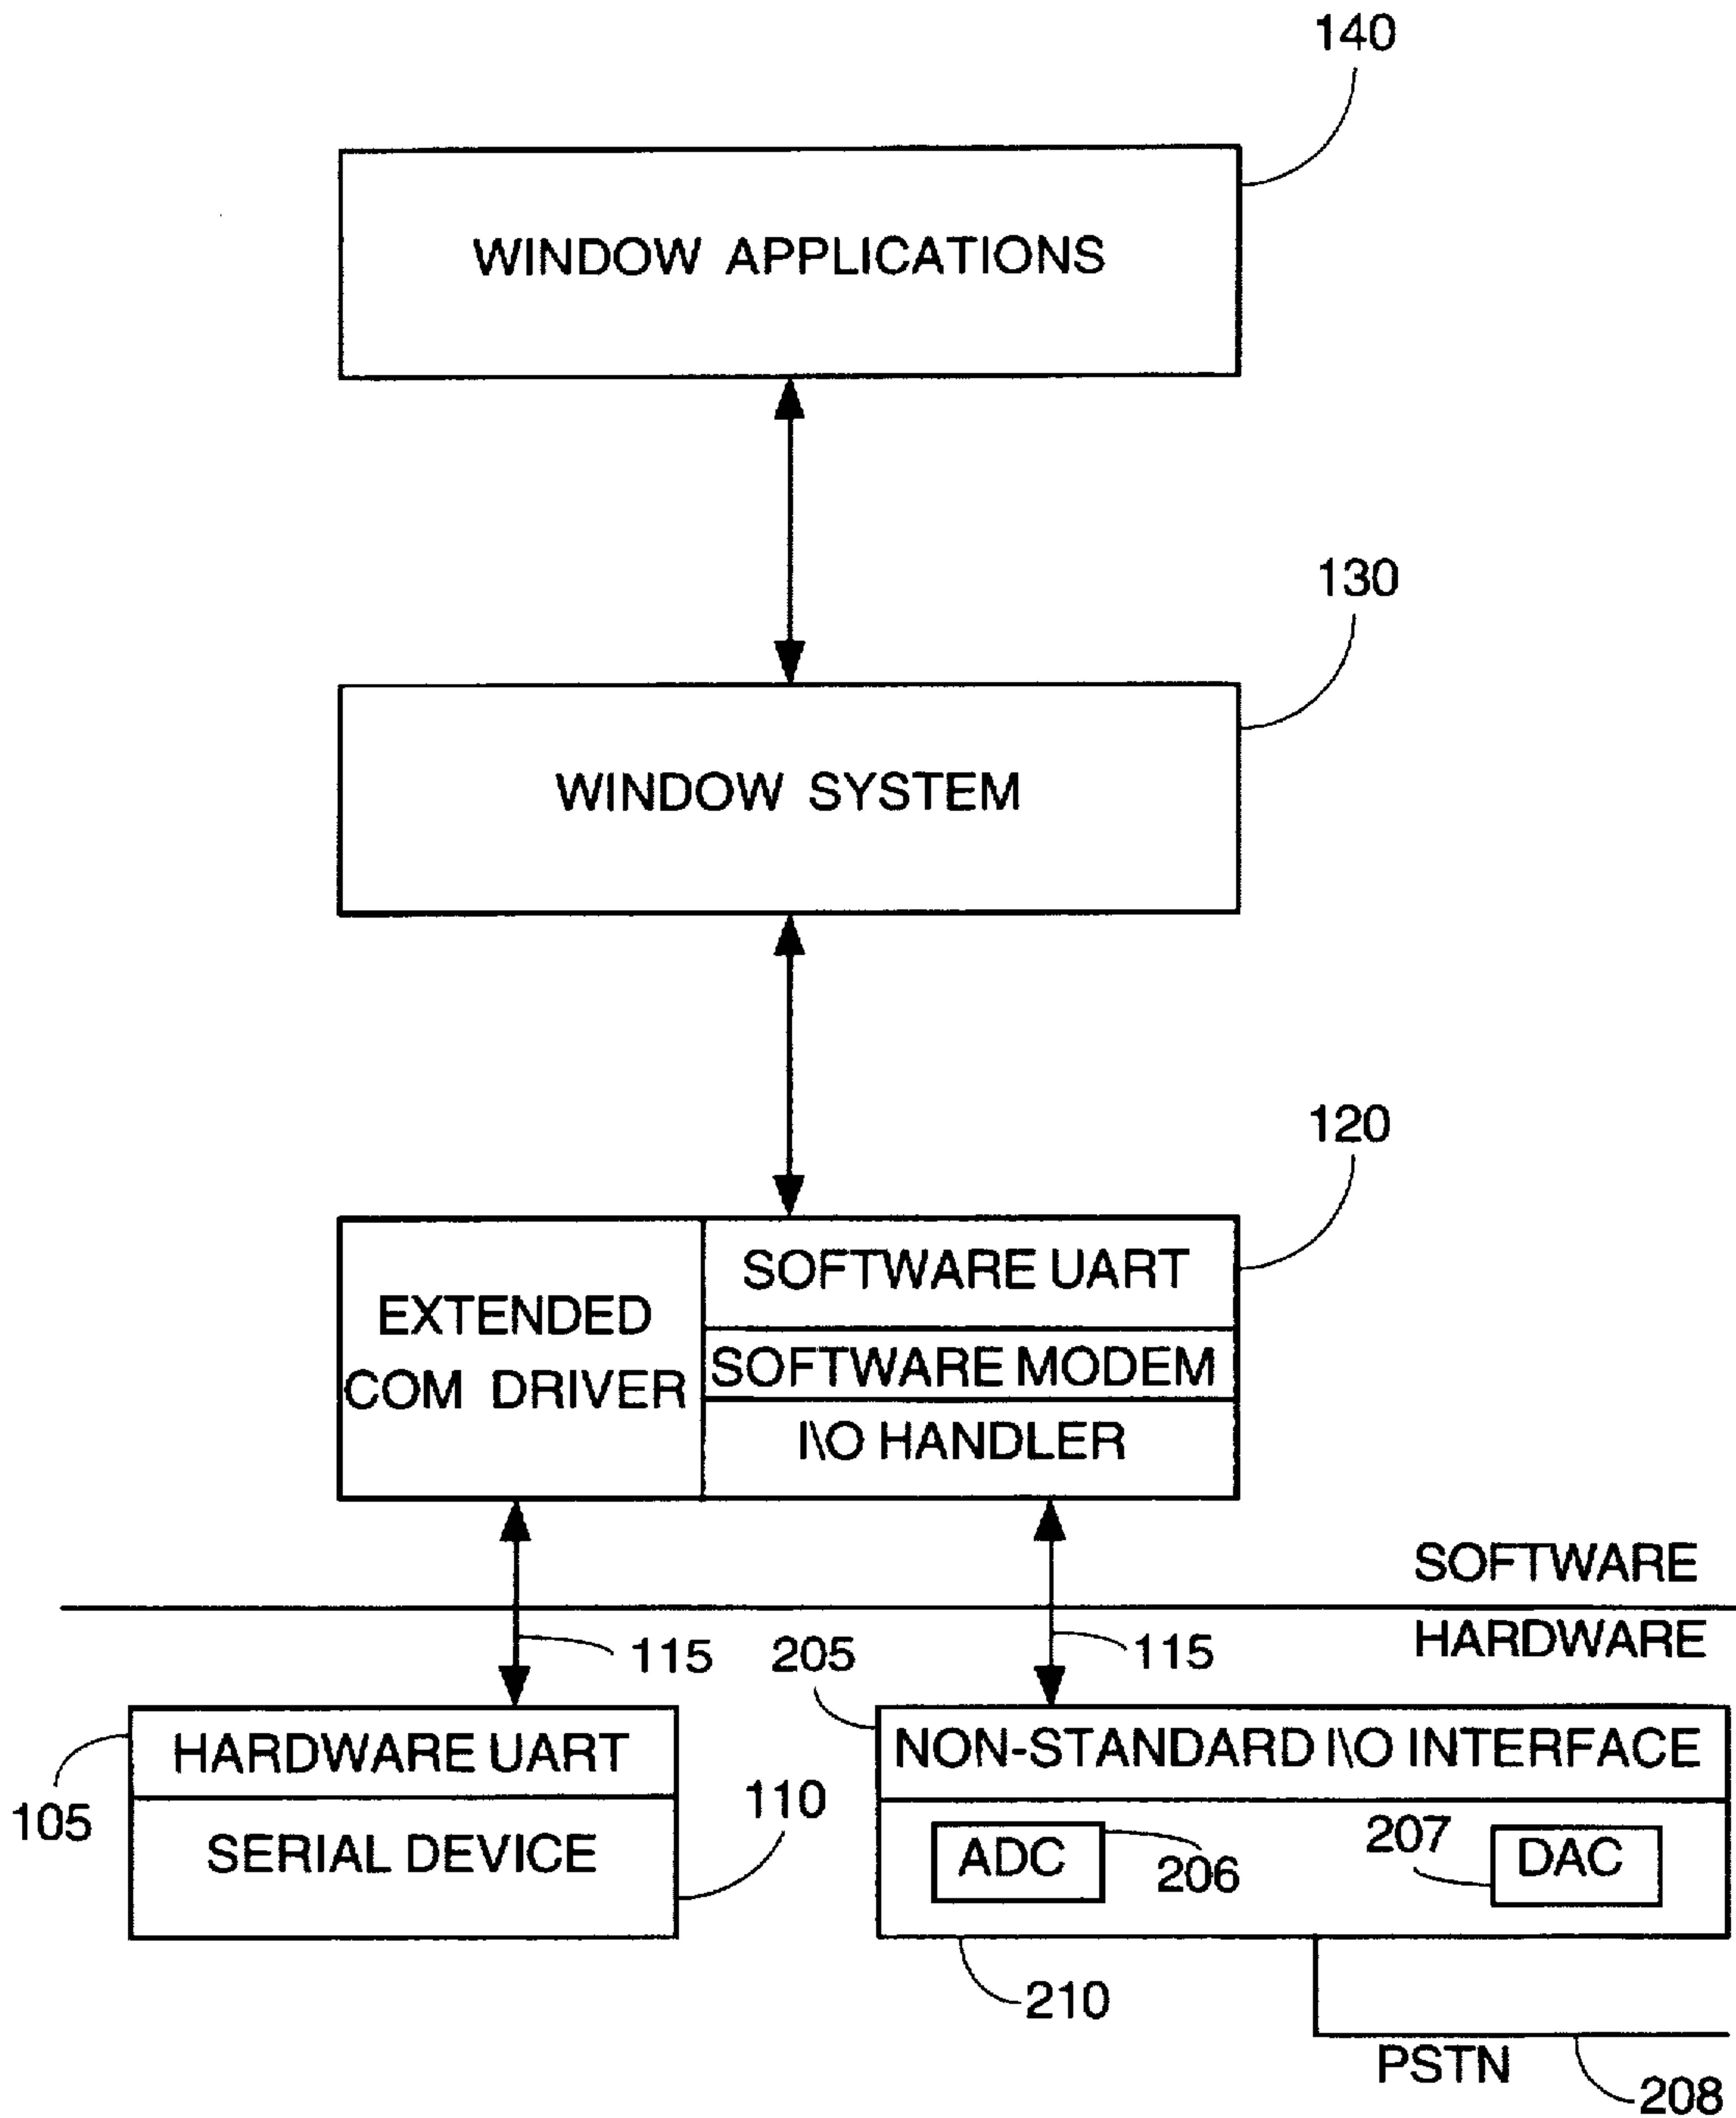 140
WINDOW APPLICATIONS
130
WINDOW SYSTEM
120
EXTENDED
COM DRIVER
SOFTWARE UART
SOFTWARE MODEM
I\O HANDLER
SOFTWARE
HARDWARE
115
205
115
HARDWARE UART
105
SERIAL DEVICE
110
NON-STANDARD I\O INTERFACE
ADC
206
207
DAC
210
PSTN
208